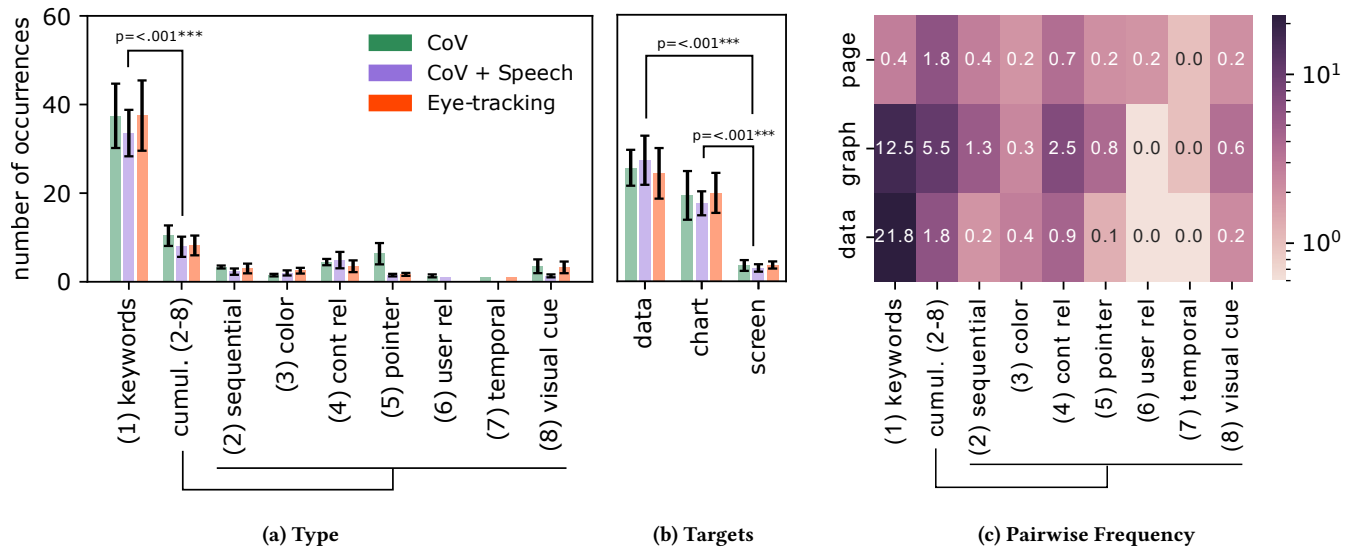 60
40
20
0
number of occurrences
p=<.001***
CoV
CoV + Speech
Eye-tracking
(1) keywords
cumul. (2-8)
(2) sequential
(3) color
(4) cont rel
(5) pointer
(6) user rel
(7) temporal
(8) visual cue
(a) Type
p=<.001***
p=<.001***
data
chart
screen
(b) Targets
page
graph
data
0.4 1.8 0.4 0.2 0.7 0.2 0.2 0.0 0.2
12.5 5.5 1.3 0.3 2.5 0.8 0.0 0.0 0.6
21.8 1.8 0.2 0.4 0.9 0.1 0.0 0.0 0.2
10¹
10⁰
(1) keywords
cumul. (2-8)
(2) sequential
(3) color
(4) cont rel
(5) pointer
(6) user rel
(7) temporal
(8) visual cue
(c) Pairwise Frequency